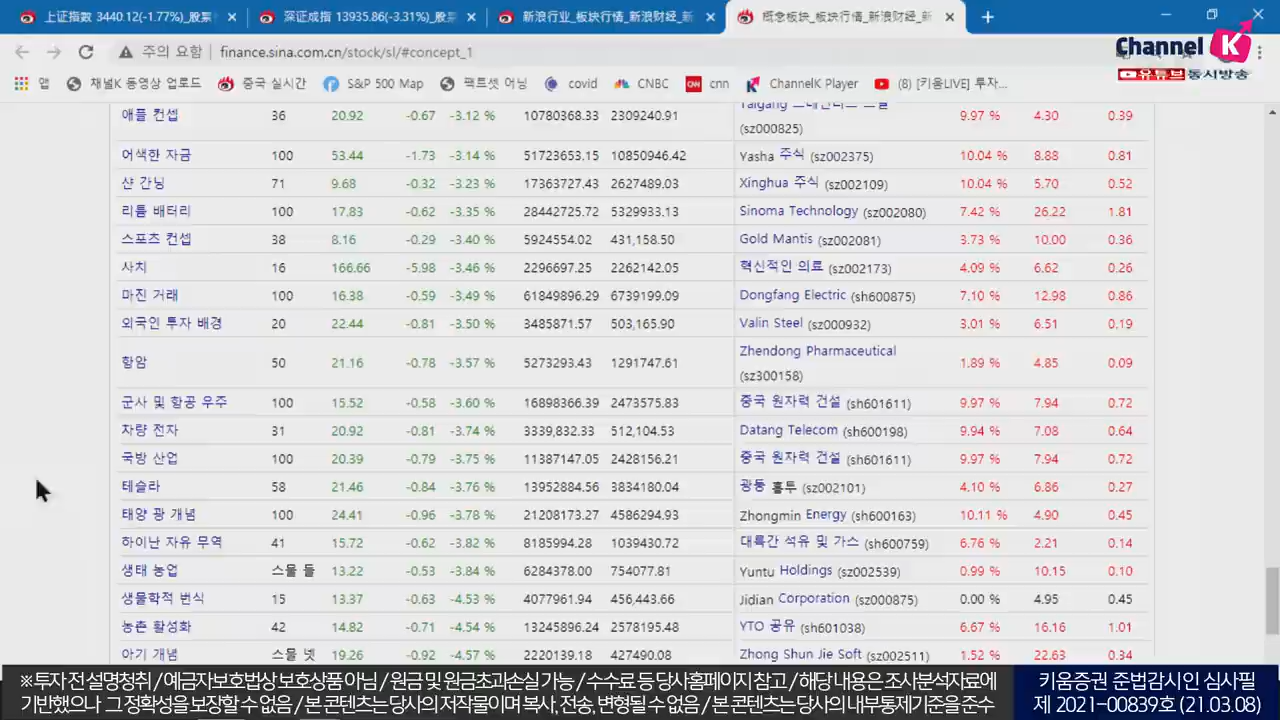 上证指数 3440.12(-1.77%)_股票
深证成指 13935.86(-3.31%)_股
新浪行业_板块行情_新浪财经_新
概念板块_板块行情_新浪财经_新
주의 요함 finance.sina.com.cn/stock/sl/#concept_1
Channel K
유튜브 동시방송
앱 채널K 동영상 업로드 중국 실시간 S&P 500 Map 팩트셋 어닝 covid CNBC cnn ChannelK Player (8) [키움LIVE] 투자...
애플 컨셉 36 20.92 -0.67 -3.12 % 10780368.33 2309240.91 (sz000825) 9.97 % 4.30 0.39
어색한 자금 100 53.44 -1.73 -3.14 % 51723653.15 10850946.42 Yasha 주식 (sz002375) 10.04 % 8.88 0.81
샨 간닝 71 9.68 -0.32 -3.23 % 17363727.43 2627489.03 Xinghua 주식 (sz002109) 10.04 % 5.70 0.52
리튬 배터리 100 17.83 -0.62 -3.35 % 28442725.72 5329933.13 Sinoma Technology (sz002080) 7.42 % 26.22 1.81
스포츠 컨셉 38 8.16 -0.29 -3.40 % 5924554.02 431,158.50 Gold Mantis (sz002081) 3.73 % 10.00 0.36
사치 16 166.66 -5.98 -3.46 % 2296697.25 2262142.05 혁신적인 의료 (sz002173) 4.09 % 6.62 0.26
마진 거래 100 16.38 -0.59 -3.49 % 61849896.29 6739199.09 Dongfang Electric (sh600875) 7.10 % 12.98 0.86
외국인 투자 배경 20 22.44 -0.81 -3.50 % 3485871.57 503,165.90 Valin Steel (sz000932) 3.01 % 6.51 0.19
항암 50 21.16 -0.78 -3.57 % 5273293.43 1291747.61 Zhendong Pharmaceutical (sz300158) 1.89 % 4.85 0.09
군사 및 항공 우주 100 15.52 -0.58 -3.60 % 16898366.39 2473575.83 중국 원자력 건설 (sh601611) 9.97 % 7.94 0.72
차량 전자 31 20.92 -0.81 -3.74 % 3339,832.33 512,104.53 Datang Telecom (sh600198) 9.94 % 7.08 0.64
국방 산업 100 20.39 -0.79 -3.75 % 11387147.05 2428156.21 중국 원자력 건설 (sh601611) 9.97 % 7.94 0.72
테슬라 58 21.46 -0.84 -3.76 % 13952884.56 3834180.04 광동 홍투 (sz002101) 4.10 % 6.86 0.27
태양 광 개념 100 24.41 -0.96 -3.78 % 21208173.27 4586294.93 Zhongmin Energy (sh600163) 10.11 % 4.90 0.45
하이난 자유 무역 41 15.72 -0.62 -3.82 % 8185994.28 1039430.72 대륙간 석유 및 가스 (sh600759) 6.76 % 2.21 0.14
생태 농업 스물 둘 13.22 -0.53 -3.84 % 6284378.00 754077.81 Yuntu Holdings (sz002539) 0.99 % 10.15 0.10
생물학적 번식 15 13.37 -0.63 -4.53 % 4077961.94 456,443.66 Jidian Corporation (sz000875) 0.00 % 4.95 0.45
농촌 활성화 42 14.82 -0.71 -4.54 % 13245896.24 2578195.48 YTO 공유 (sh601038) 6.67 % 16.16 1.01
아기 개념 스물 넷 19.26 -0.92 -4.57 % 2220139.18 427490.08 Zhong Shun Jie Soft (sz002511) 1.52 % 22.63 0.34
※ 투자 전 설명청취 / 예금자보호법상 보호상품 아님 / 원금 및 원금초과손실 가능 / 수수료 등 당사홈페이지 참고 / 해당 내용은 조사분석자료에
기반했으나 그 정확성을 보장할 수 없음 / 본 콘텐츠는 당사의 저작물이며 복사, 전송, 변형될 수 없음 / 본 콘텐츠는 당사의 내부통제기준을 준수
키움증권 준법감시인 심사필
제 2021-00839호 (21.03.08)